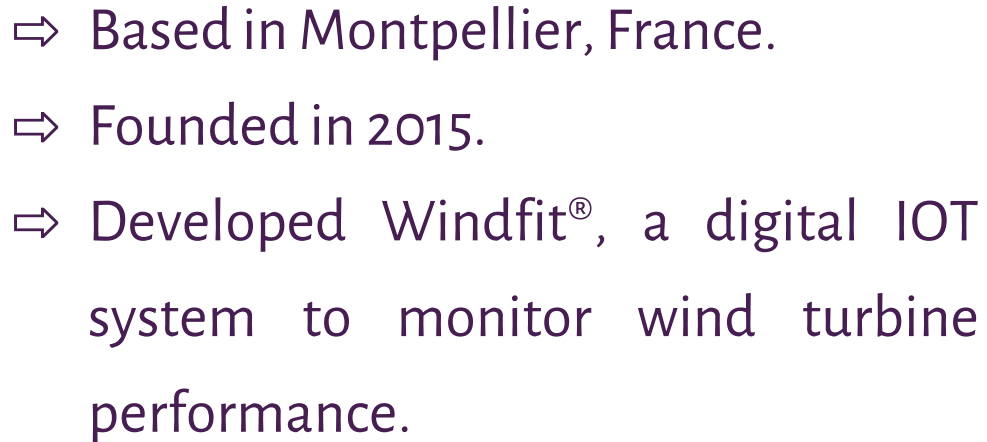 ⇨ Based in Montpellier, France.
⇨ Founded in 2015.
⇨ Developed Windfit®, a digital IOT
system to monitor wind turbine
performance.